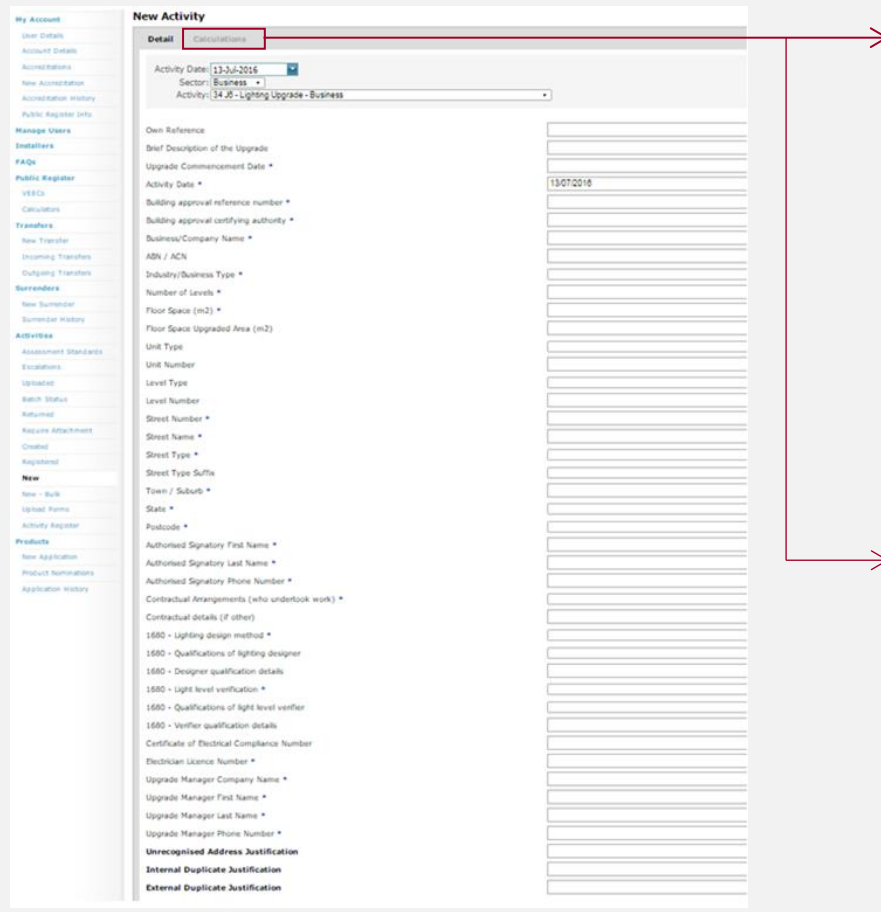 My Account
User Details
Account Details
Accreditations
New Accreditation
Accreditation History
Public Register Info
Manage Users
Installers
FAQs
Public Register
VEECs
Calculators
Transfers
New Transfer
Incoming Transfers
Outgoing Transfers
Surrenders
New Surrender
Surrender History
Activities
Assessment Standards
Escalations
Uploaded
Batch Status
Returned
Require Attachment
Created
Registered
New
New - Bulk
Upload Forms
Activity Register
Products
New Application
Product Nominations
Application History
New Activity
Detail Calculations
Activity Date: 13-Jul-2016
Sector: Business
Activity: 34 J6 - Lighting Upgrade - Business
Own Reference
Brief Description of the Upgrade
Upgrade Commencement Date *
Activity Date * 13/07/2016
Building approval reference number *
Building approval certifying authority *
Business/Company Name *
ABN / ACN
Industry/Business Type *
Number of Levels *
Floor Space (m2) *
Floor Space Upgraded Area (m2)
Unit Type
Unit Number
Level Type
Level Number
Street Number *
Street Name *
Street Type *
Street Type Suffix
Town / Suburb *
State *
Postcode *
Authorised Signatory First Name *
Authorised Signatory Last Name *
Authorised Signatory Phone Number *
Contractual Arrangements (who undertook work) *
Contractual details (if other)
1680 - Lighting design method *
1680 - Qualifications of lighting designer
1680 - Designer qualification details
1680 - Light level verification *
1680 - Qualifications of light level verifier
1680 - Verifier qualification details
Certificate of Electrical Compliance Number
Electrician Licence Number *
Upgrade Manager Company Name *
Upgrade Manager First Name *
Upgrade Manager Last Name *
Upgrade Manager Phone Number *
Unrecognised Address Justification
Internal Duplicate Justification
External Duplicate Justification